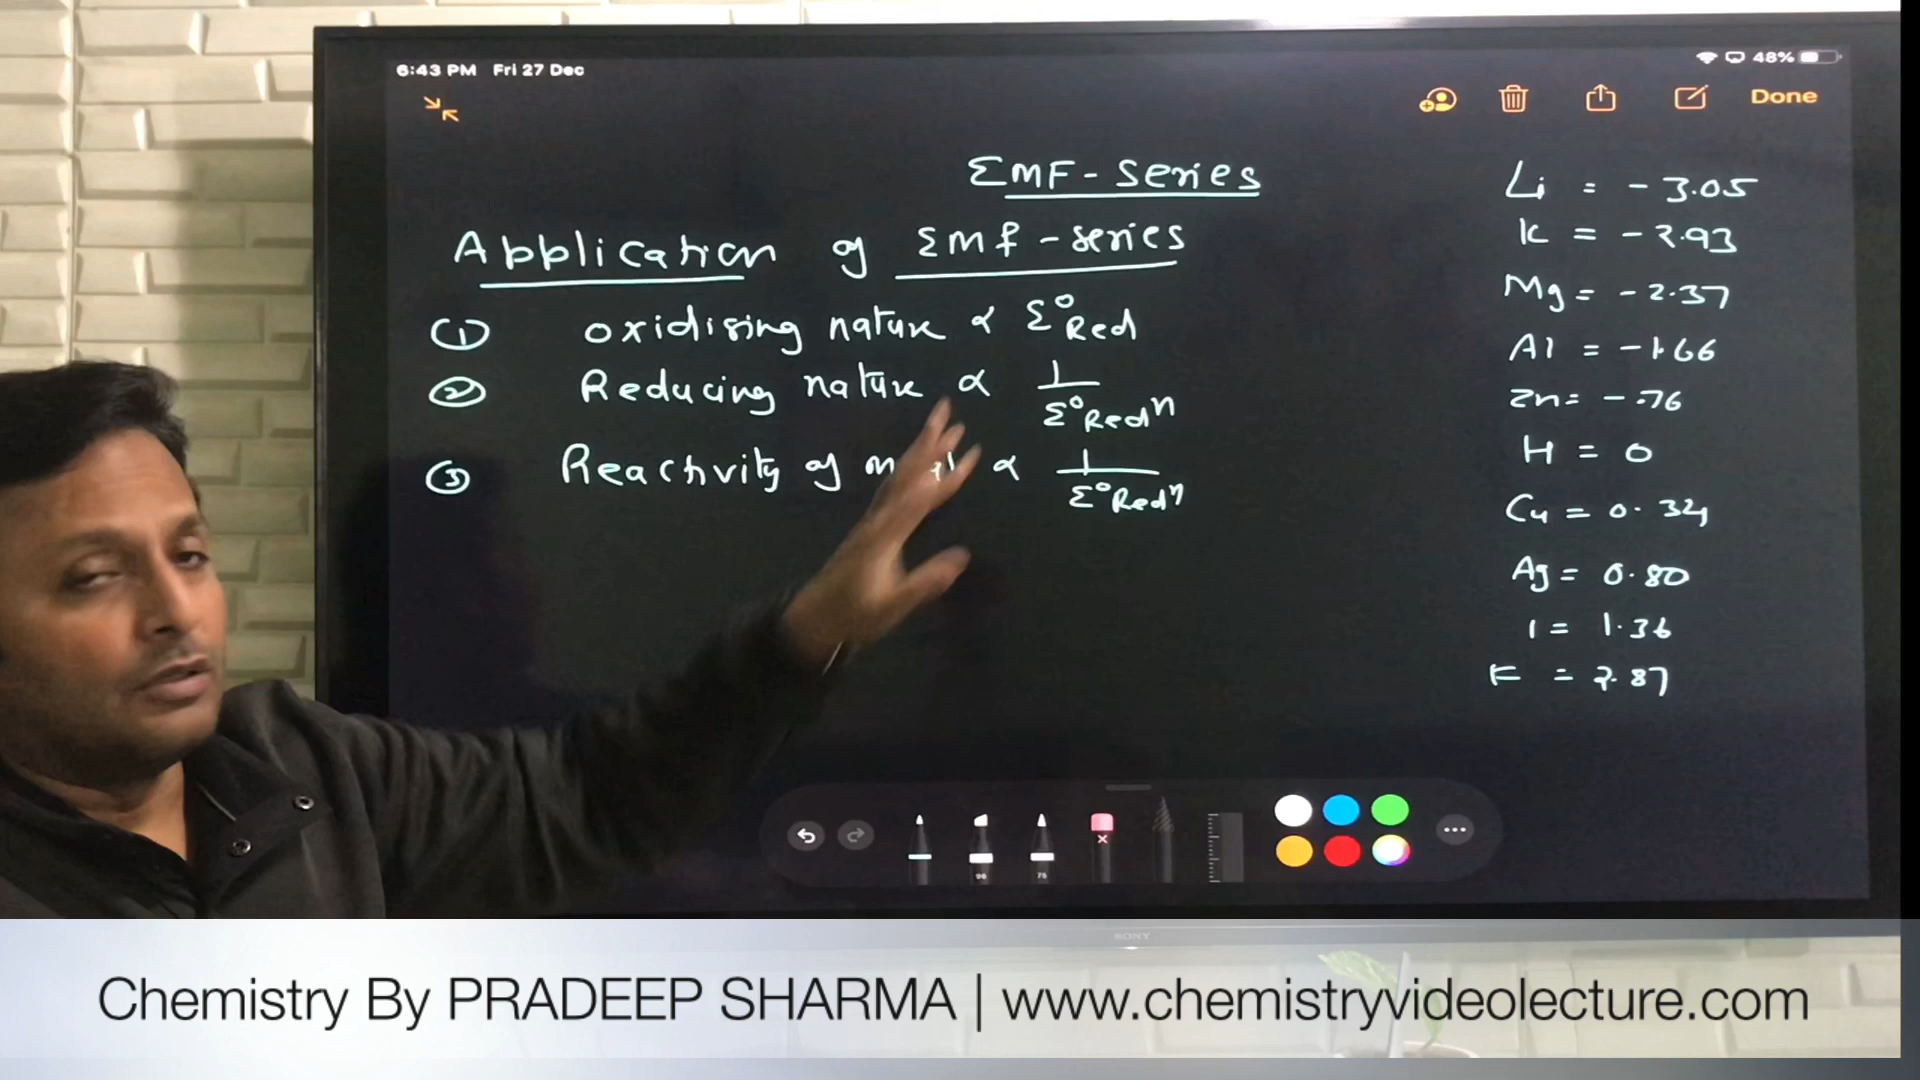 6:43 PM Fri 27 Dec
48%
Done
EMF - Series
Application of EMf - series
(1) oxidising nature ∝ E°Red
(2) Reducing nature ∝ 1/E°Redn
(3) Reactivity of ∝ 1/E°Redn
Li = - 3.05
K = - 2.93
Mg = - 2.37
Al = - 1.66
Zn = - .76
H = 0
Cu = 0.34
Ag = 0.80
I = 1.36
F = 2.87
96
75
SONY
Chemistry By PRADEEP SHARMA | www.chemistryvideolecture.com